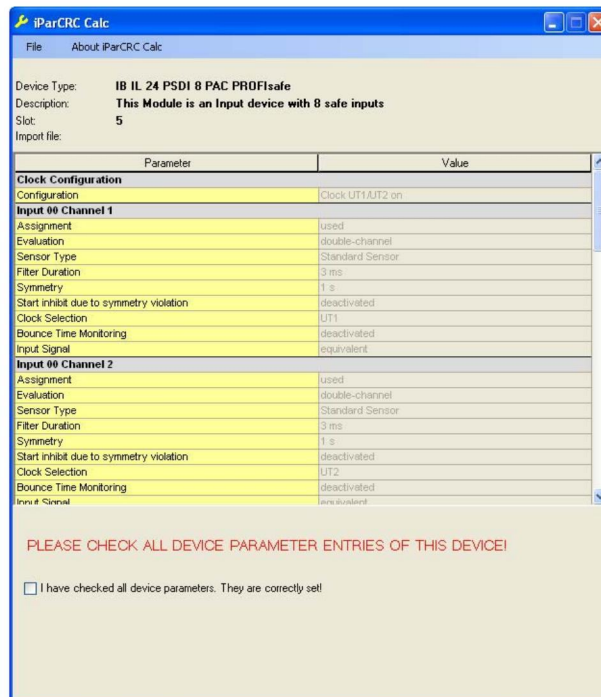 iParCRC Calc
File About iParCRC Calc
Device Type: IB IL 24 PSDI 8 PAC PROFIsafe
Description: This Module is an Input device with 8 safe inputs
Slot: 5
Import file:
Parameter Value
Clock Configuration
Configuration Clock UT1/UT2 on
Input 00 Channel 1
Assignment used
Evaluation double-channel
Sensor Type Standard Sensor
Filter Duration 3 ms
Symmetry 1 s
Start inhibit due to symmetry violation deactivated
Clock Selection UT1
Bounce Time Monitoring deactivated
Input Signal equivalent
Input 00 Channel 2
Assignment used
Evaluation double-channel
Sensor Type Standard Sensor
Filter Duration 3 ms
Symmetry 1 s
Start inhibit due to symmetry violation deactivated
Clock Selection UT2
Bounce Time Monitoring deactivated
Input Signal equivalent
PLEASE CHECK ALL DEVICE PARAMETER ENTRIES OF THIS DEVICE!
I have checked all device parameters. They are correctly set!